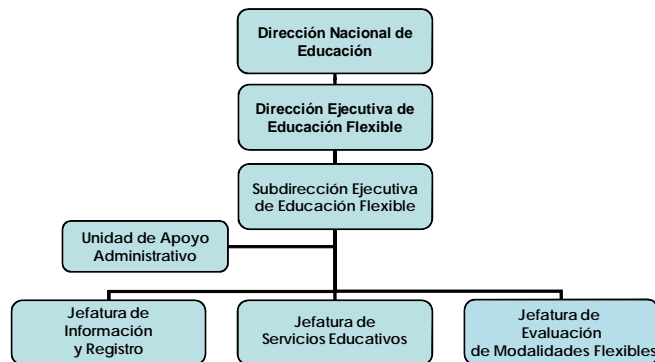 Dirección Nacional de
Educación
Dirección Ejecutiva de
Educación Flexible
Subdirección Ejecutiva
de Educación Flexible
Unidad de Apoyo
Administrativo
Jefatura de
Información
y Registro
Jefatura de
Servicios Educativos
Jefatura de
Evaluación
de Modalidades Flexibles